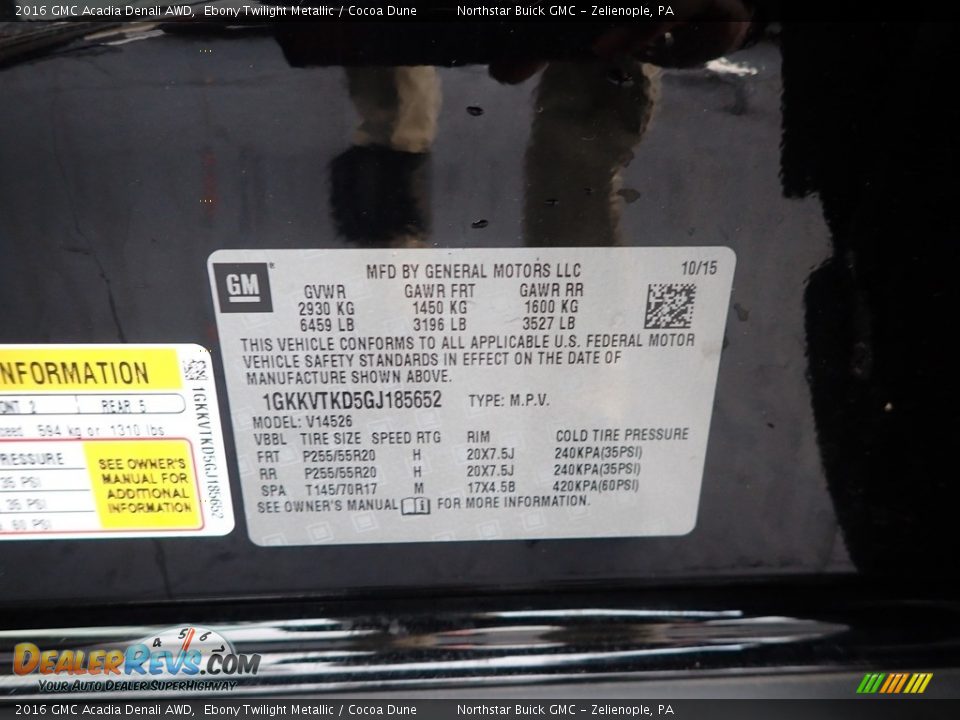 2016 GMC Acadia Denali AWD, Ebony Twilight Metallic / Cocoa Dune Northstar Buick GMC - Zelienople, PA
GM
MFD BY GENERAL MOTORS LLC 10/15
GVWR GAWR FRT GAWR RR
2930 KG 1450 KG 1600 KG
6459 LB 3196 LB 3527 LB
THIS VEHICLE CONFORMS TO ALL APPLICABLE U.S. FEDERAL MOTOR
VEHICLE SAFETY STANDARDS IN EFFECT ON THE DATE OF
MANUFACTURE SHOWN ABOVE.
1GKKVTKD5GJ185652 TYPE: M.P.V.
MODEL: V14526
VBBL TIRE SIZE SPEED RTG RIM COLD TIRE PRESSURE
FRT P255/55R20 H 20X7.5J 240KPA(35PSI)
RR P255/55R20 H 20X7.5J 240KPA(35PSI)
SPA T145/70R17 M 17X4.5B 420KPA(60PSI)
SEE OWNER'S MANUAL FOR MORE INFORMATION.
REAR 5
594 kg or 1310 lbs
35 PSI
35 PSI
60 PSI
SEE OWNER'S
MANUAL FOR
ADDITIONAL
INFORMATION
1GKKVTKD5GJ185652
4 5 6
DEALERREVS.COM
YOUR AUTO DEALER SUPERHIGHWAY
2016 GMC Acadia Denali AWD, Ebony Twilight Metallic / Cocoa Dune Northstar Buick GMC - Zelienople, PA